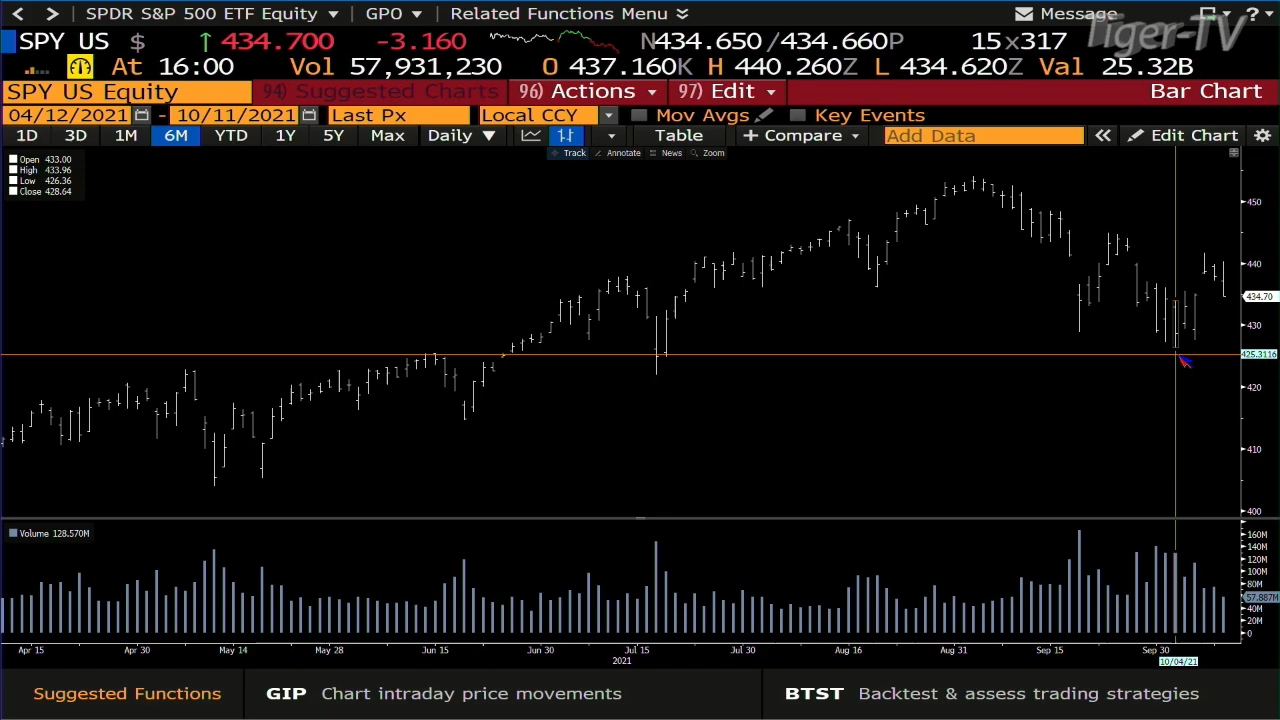 < > SPDR S&P 500 ETF Equity ▾ GPO ▾ Related Functions Menu Message ?
SPY US $ ↑ 434.700 -3.160 N434.650/434.660P 15x317
Tiger-TV
At 16:00 Vol 57,931,230 O 437.160K H 440.260Z L 434.620Z Val 25.32B
SPY US Equity 94) Suggested Charts 96) Actions 97) Edit Bar Chart
04/12/2021 - 10/11/2021 Last Px Local CCY Mov Avgs Key Events
1D 3D 1M 6M YTD 1Y 5Y Max Daily ▼ Table + Compare Add Data « Edit Chart
Track Annotate News Zoom
Open 433.00
High 433.96
Low 426.36
Close 428.64
450
440
434.70
430
425.3116
420
410
400
Volume 128.570M
160M
140M
120M
100M
80M
57.887M
40M
20M
0
Apr 15 Apr 30 May 14 May 28 Jun 15 Jun 30 Jul 15 Jul 30 Aug 16 Aug 31 Sep 15 Sep 30
2021 10/04/21
Suggested Functions GIP Chart intraday price movements BTST Backtest & assess trading strategies